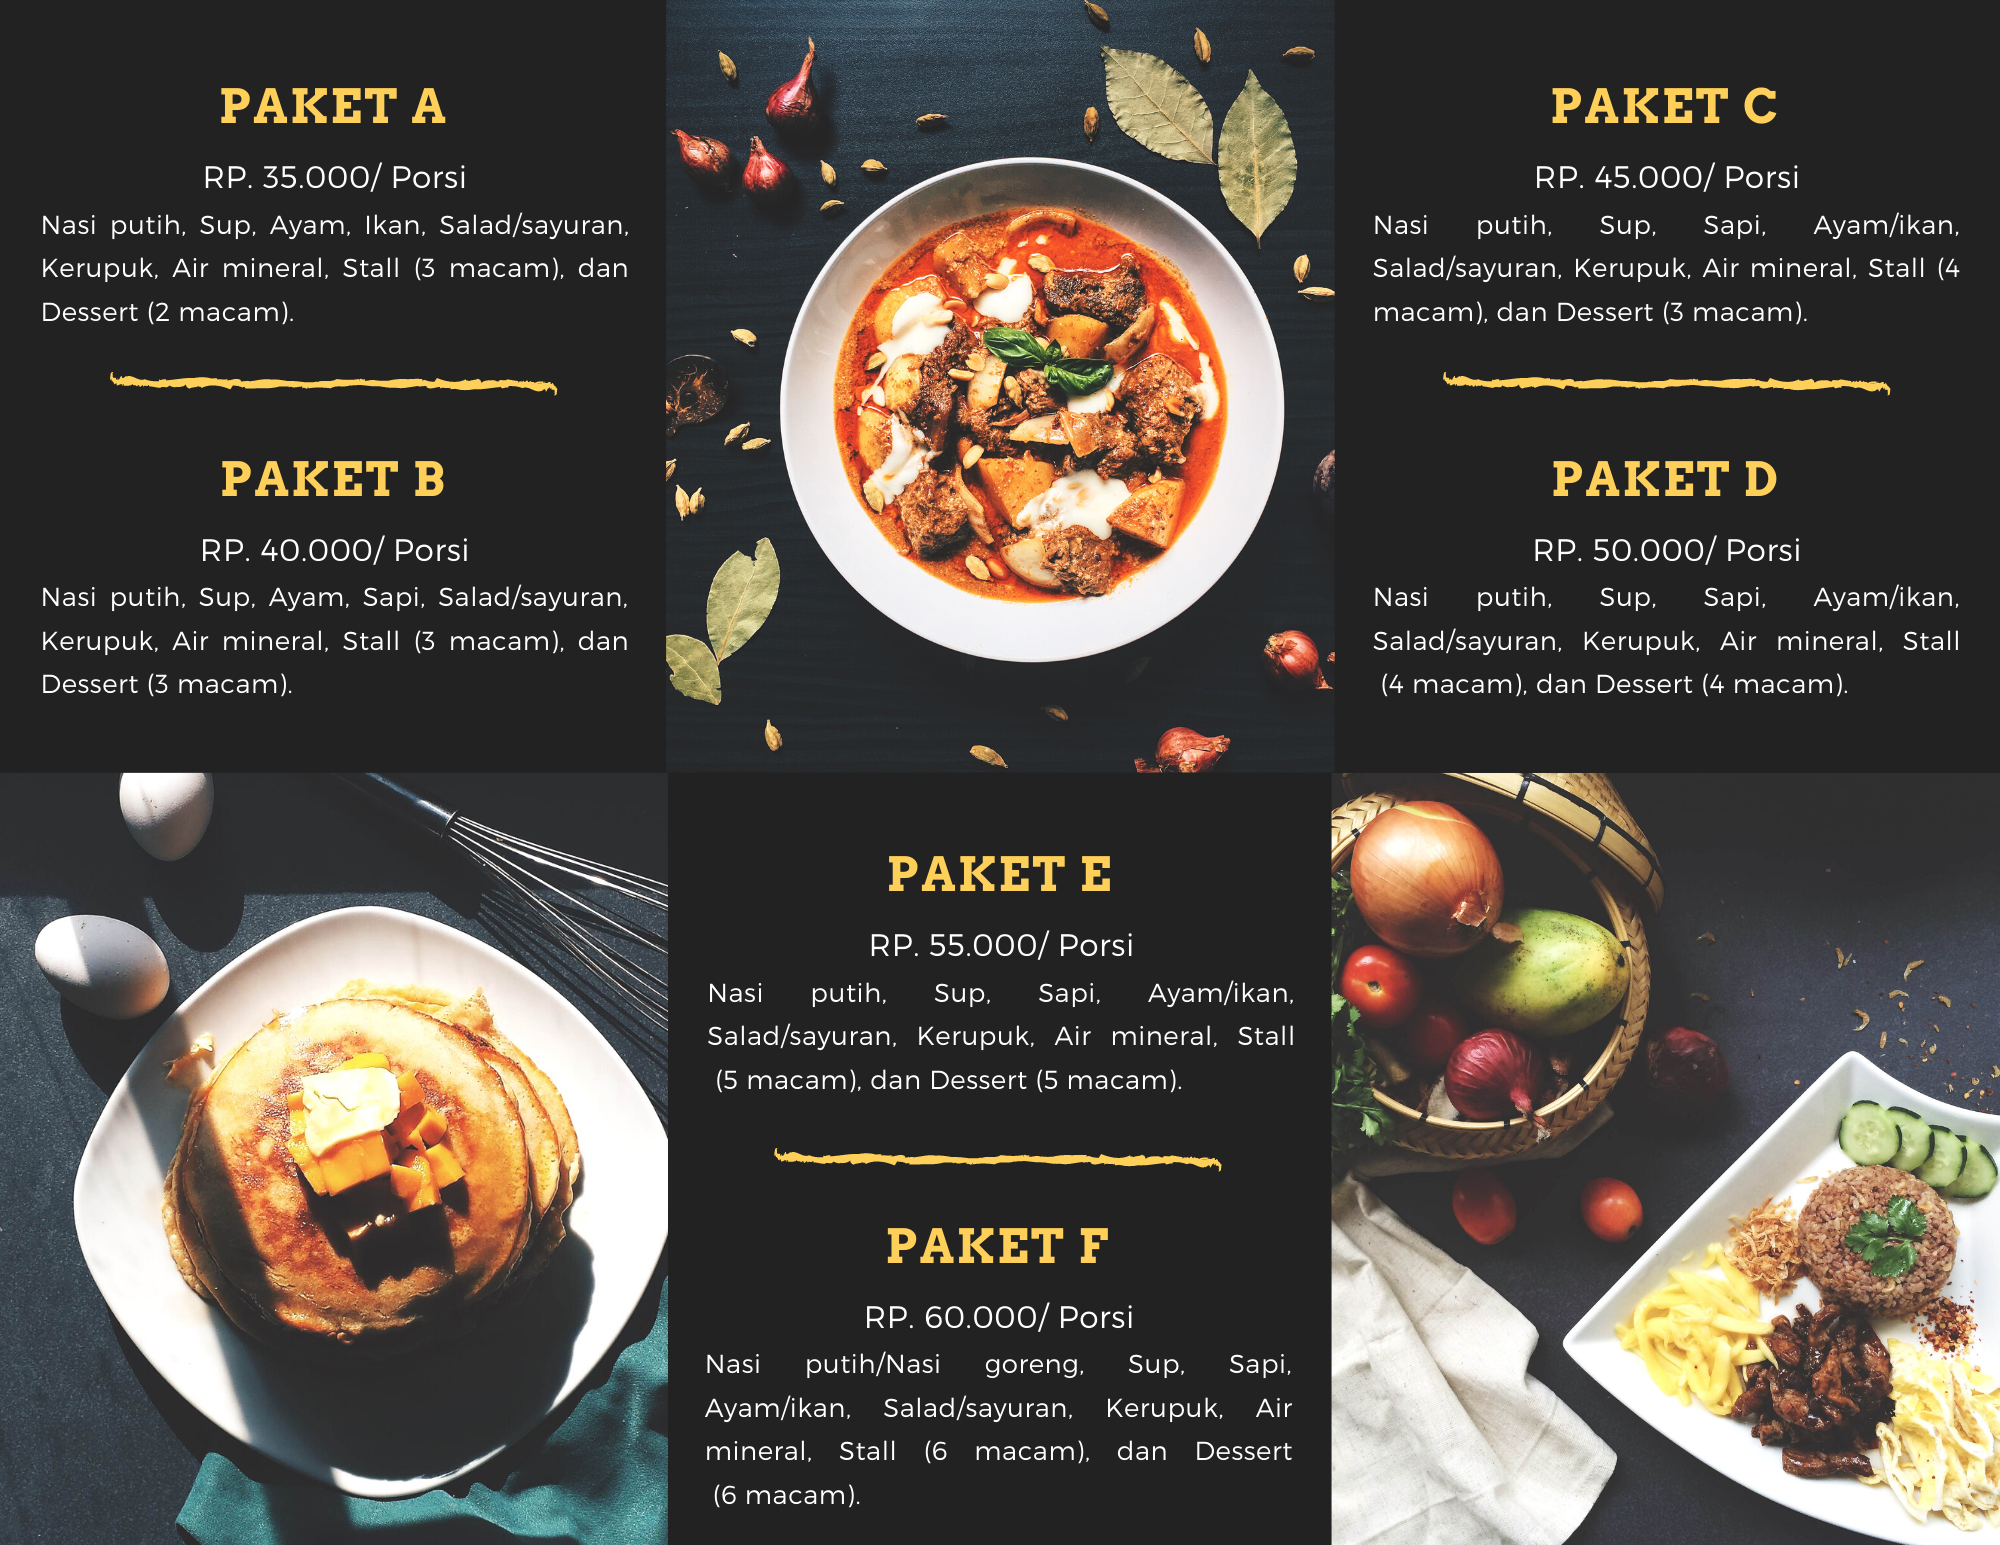 PAKET A
RP. 35.000/ Porsi
Nasi putih, Sup, Ayam, Ikan, Salad/sayuran,
Kerupuk, Air mineral, Stall (3 macam), dan
Dessert (2 macam).
PAKET B
RP. 40.000/ Porsi
Nasi putih, Sup, Ayam, Sapi, Salad/sayuran,
Kerupuk, Air mineral, Stall (3 macam), dan
Dessert (3 macam).
PAKET C
RP. 45.000/ Porsi
Nasi putih, Sup, Sapi, Ayam/ikan,
Salad/sayuran, Kerupuk, Air mineral, Stall (4
macam), dan Dessert (3 macam).
PAKET D
RP. 50.000/ Porsi
Nasi putih, Sup, Sapi, Ayam/ikan,
Salad/sayuran, Kerupuk, Air mineral, Stall
(4 macam), dan Dessert (4 macam).
PAKET E
RP. 55.000/ Porsi
Nasi putih, Sup, Sapi, Ayam/ikan,
Salad/sayuran, Kerupuk, Air mineral, Stall
(5 macam), dan Dessert (5 macam).
PAKET F
RP. 60.000/ Porsi
Nasi putih/Nasi goreng, Sup, Sapi,
Ayam/ikan, Salad/sayuran, Kerupuk, Air
mineral, Stall (6 macam), dan Dessert
(6 macam).